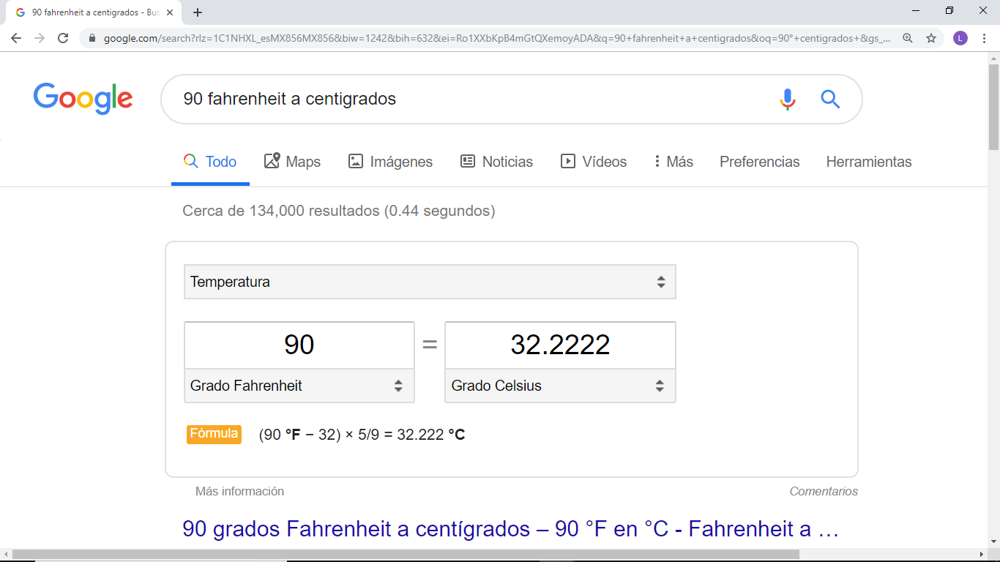 90 fahrenheit a centigrados - Bus
google.com/search?rlz=1C1NHXL_esMX856MX856&biw=1242&bih=632&ei=Ro1XXbKpB4mGtQXemoyADA&q=90+fahrenheit+a+centigrados&oq=90°+centigrados+&gs_...
L
Google
90 fahrenheit a centigrados
Todo Maps Imágenes Noticias Vídeos Más Preferencias Herramientas
Cerca de 134,000 resultados (0.44 segundos)
Temperatura
90 = 32.2222
Grado Fahrenheit Grado Celsius
Fórmula (90 °F − 32) × 5/9 = 32.222 °C
Más información Comentarios
90 grados Fahrenheit a centígrados – 90 °F en °C - Fahrenheit a …